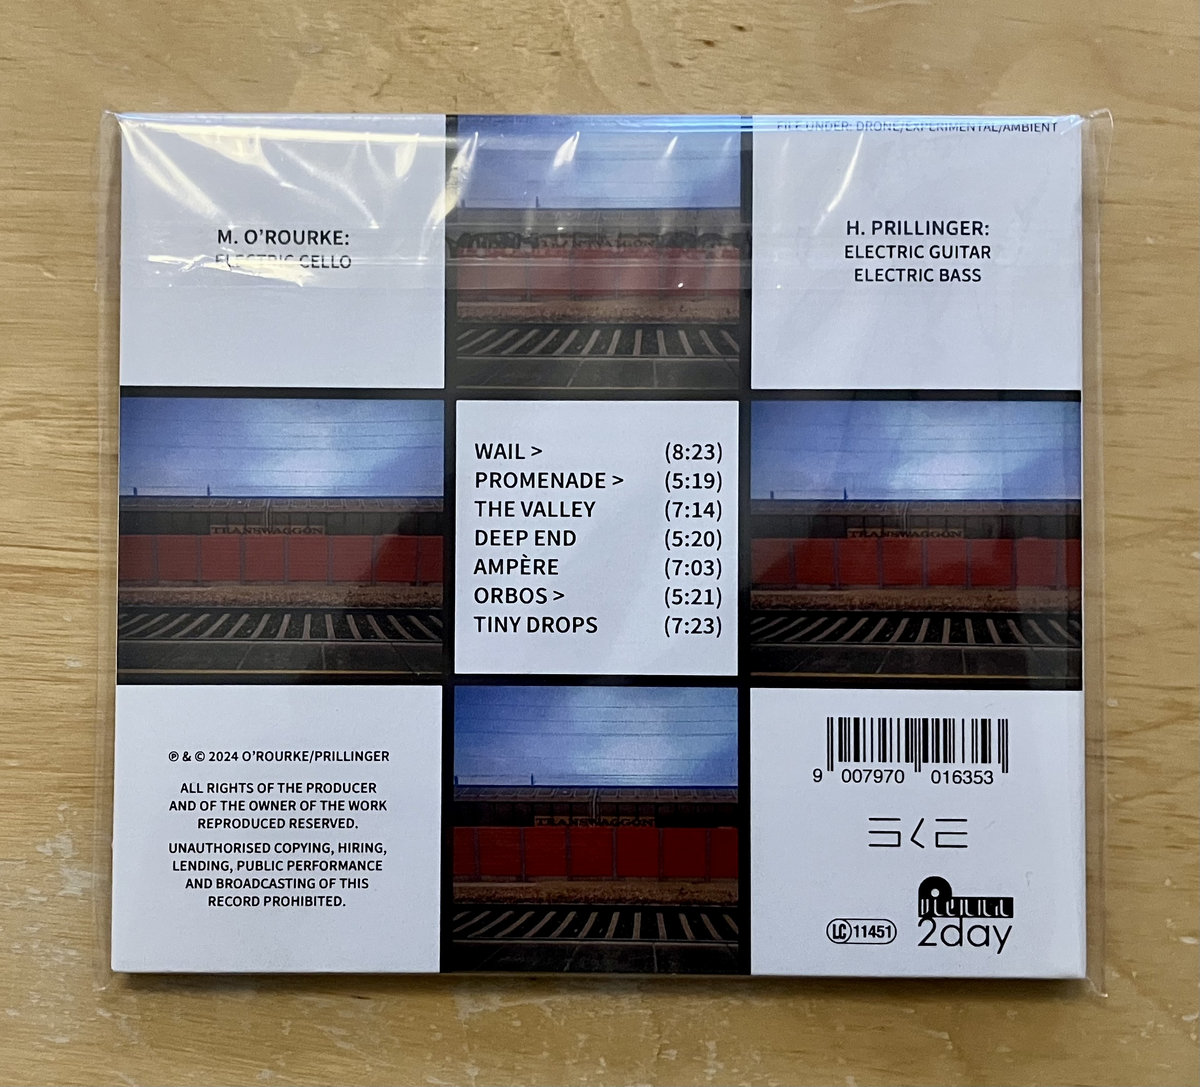 FILE UNDER: DRONE/EXPERIMENTAL/AMBIENT
M. O'ROURKE:
ELECTRIC CELLO
TRANSWAGGON
H. PRILLINGER:
ELECTRIC GUITAR
ELECTRIC BASS
TRANSWAGGON
WAIL > (8:23)
PROMENADE > (5:19)
THE VALLEY (7:14)
DEEP END (5:20)
AMPÈRE (7:03)
ORBOS > (5:21)
TINY DROPS (7:23)
TRANSWAGGON
℗ & © 2024 O'ROURKE/PRILLINGER
ALL RIGHTS OF THE PRODUCER
AND OF THE OWNER OF THE WORK
REPRODUCED RESERVED.
UNAUTHORISED COPYING, HIRING,
LENDING, PUBLIC PERFORMANCE
AND BROADCASTING OF THIS
RECORD PROHIBITED.
TRANSWAGGON
9 007970 016353
LC 11451
2day